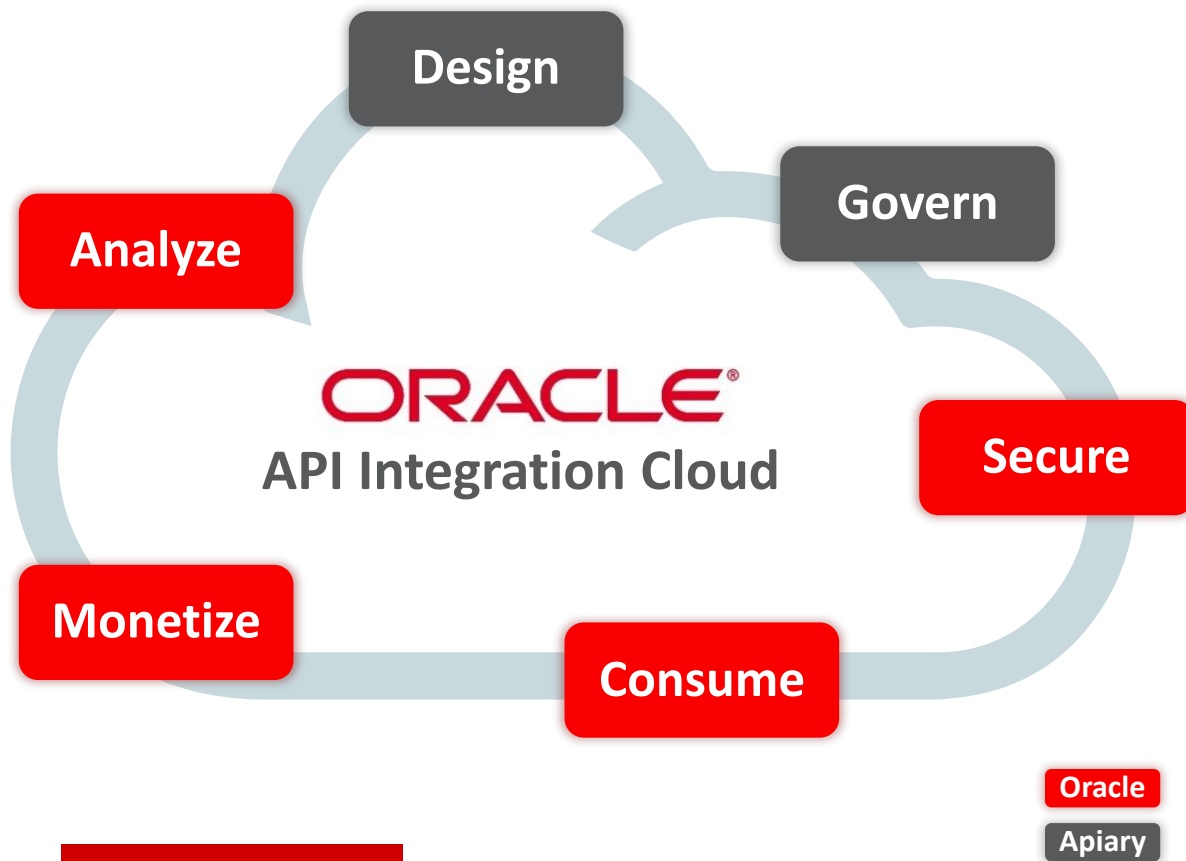 Design
Govern
Analyze
ORACLE®
API Integration Cloud
Secure
Monetize
Consume
Oracle
Apiary